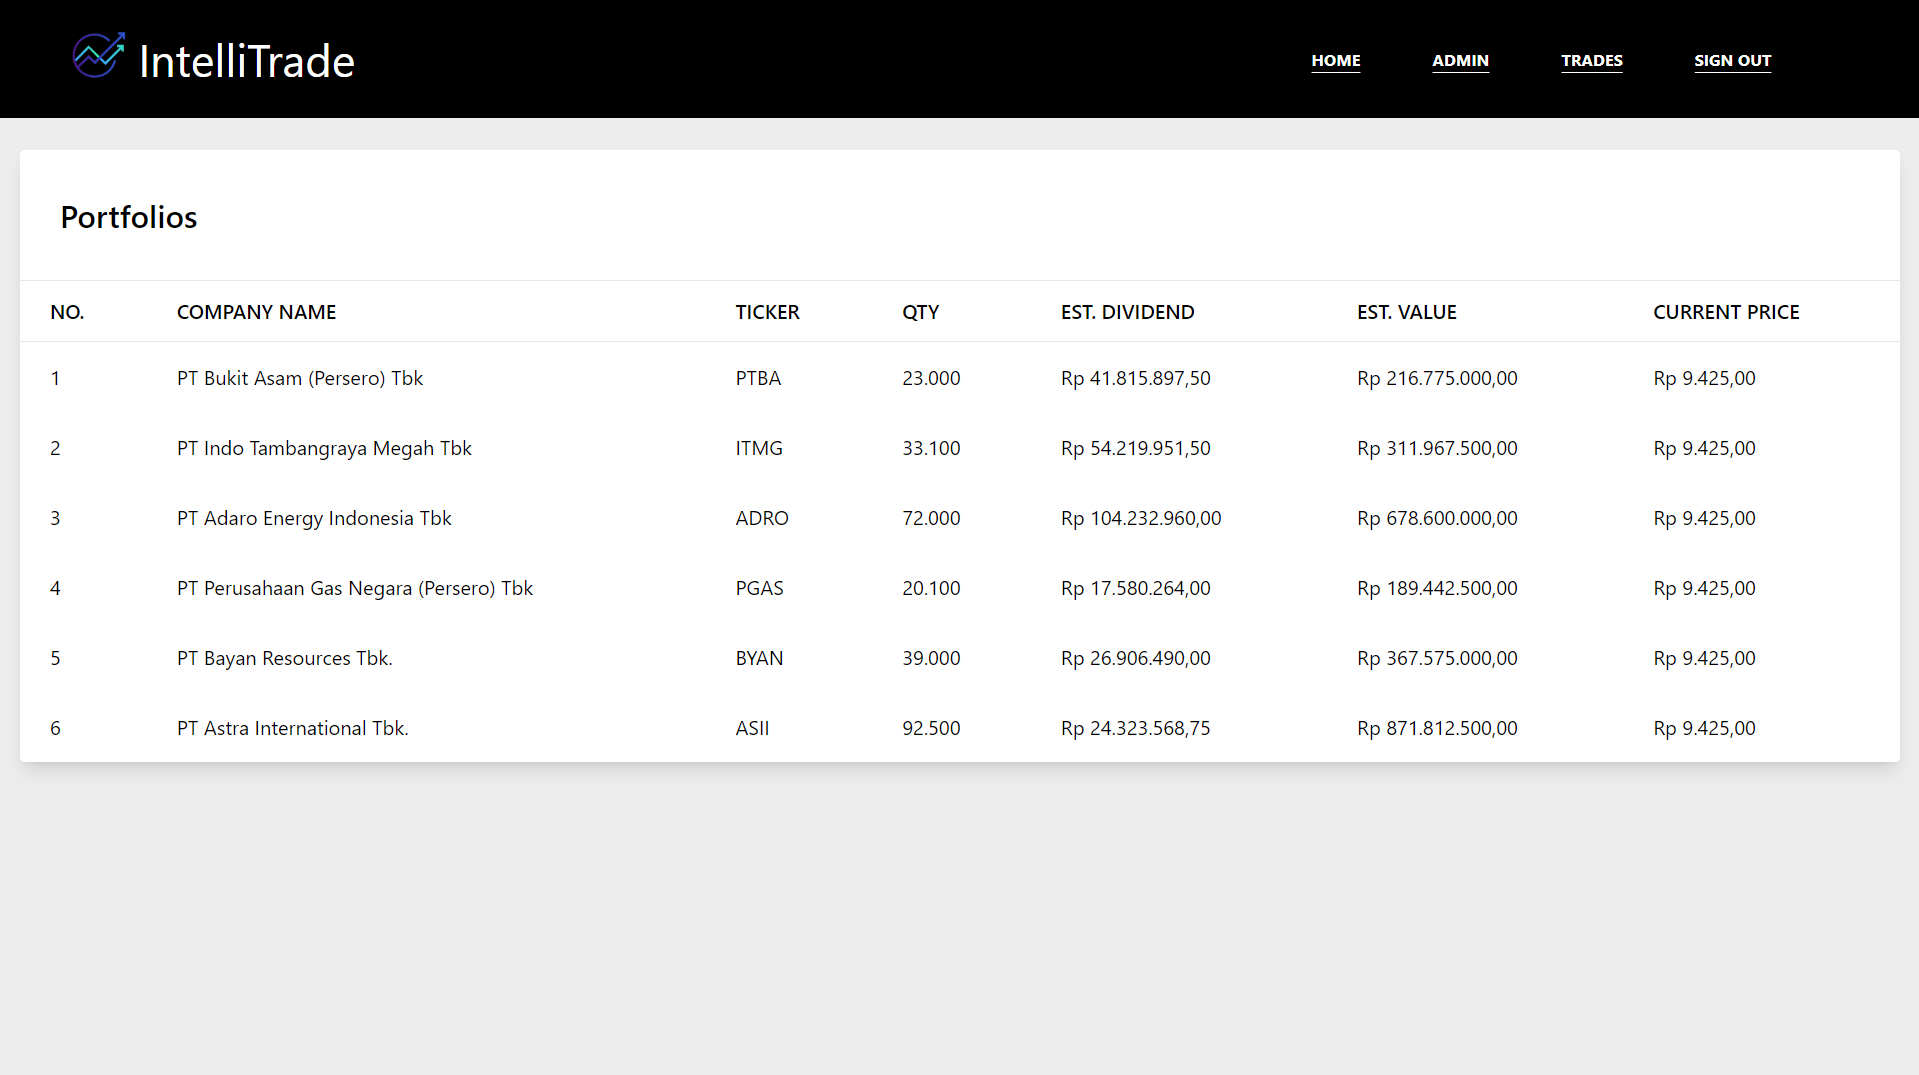 IntelliTrade HOME ADMIN TRADES SIGN OUT
Portfolios
NO. COMPANY NAME TICKER QTY EST. DIVIDEND EST. VALUE CURRENT PRICE
1 PT Bukit Asam (Persero) Tbk PTBA 23.000 Rp 41.815.897,50 Rp 216.775.000,00 Rp 9.425,00
2 PT Indo Tambangraya Megah Tbk ITMG 33.100 Rp 54.219.951,50 Rp 311.967.500,00 Rp 9.425,00
3 PT Adaro Energy Indonesia Tbk ADRO 72.000 Rp 104.232.960,00 Rp 678.600.000,00 Rp 9.425,00
4 PT Perusahaan Gas Negara (Persero) Tbk PGAS 20.100 Rp 17.580.264,00 Rp 189.442.500,00 Rp 9.425,00
5 PT Bayan Resources Tbk. BYAN 39.000 Rp 26.906.490,00 Rp 367.575.000,00 Rp 9.425,00
6 PT Astra International Tbk. ASII 92.500 Rp 24.323.568,75 Rp 871.812.500,00 Rp 9.425,00